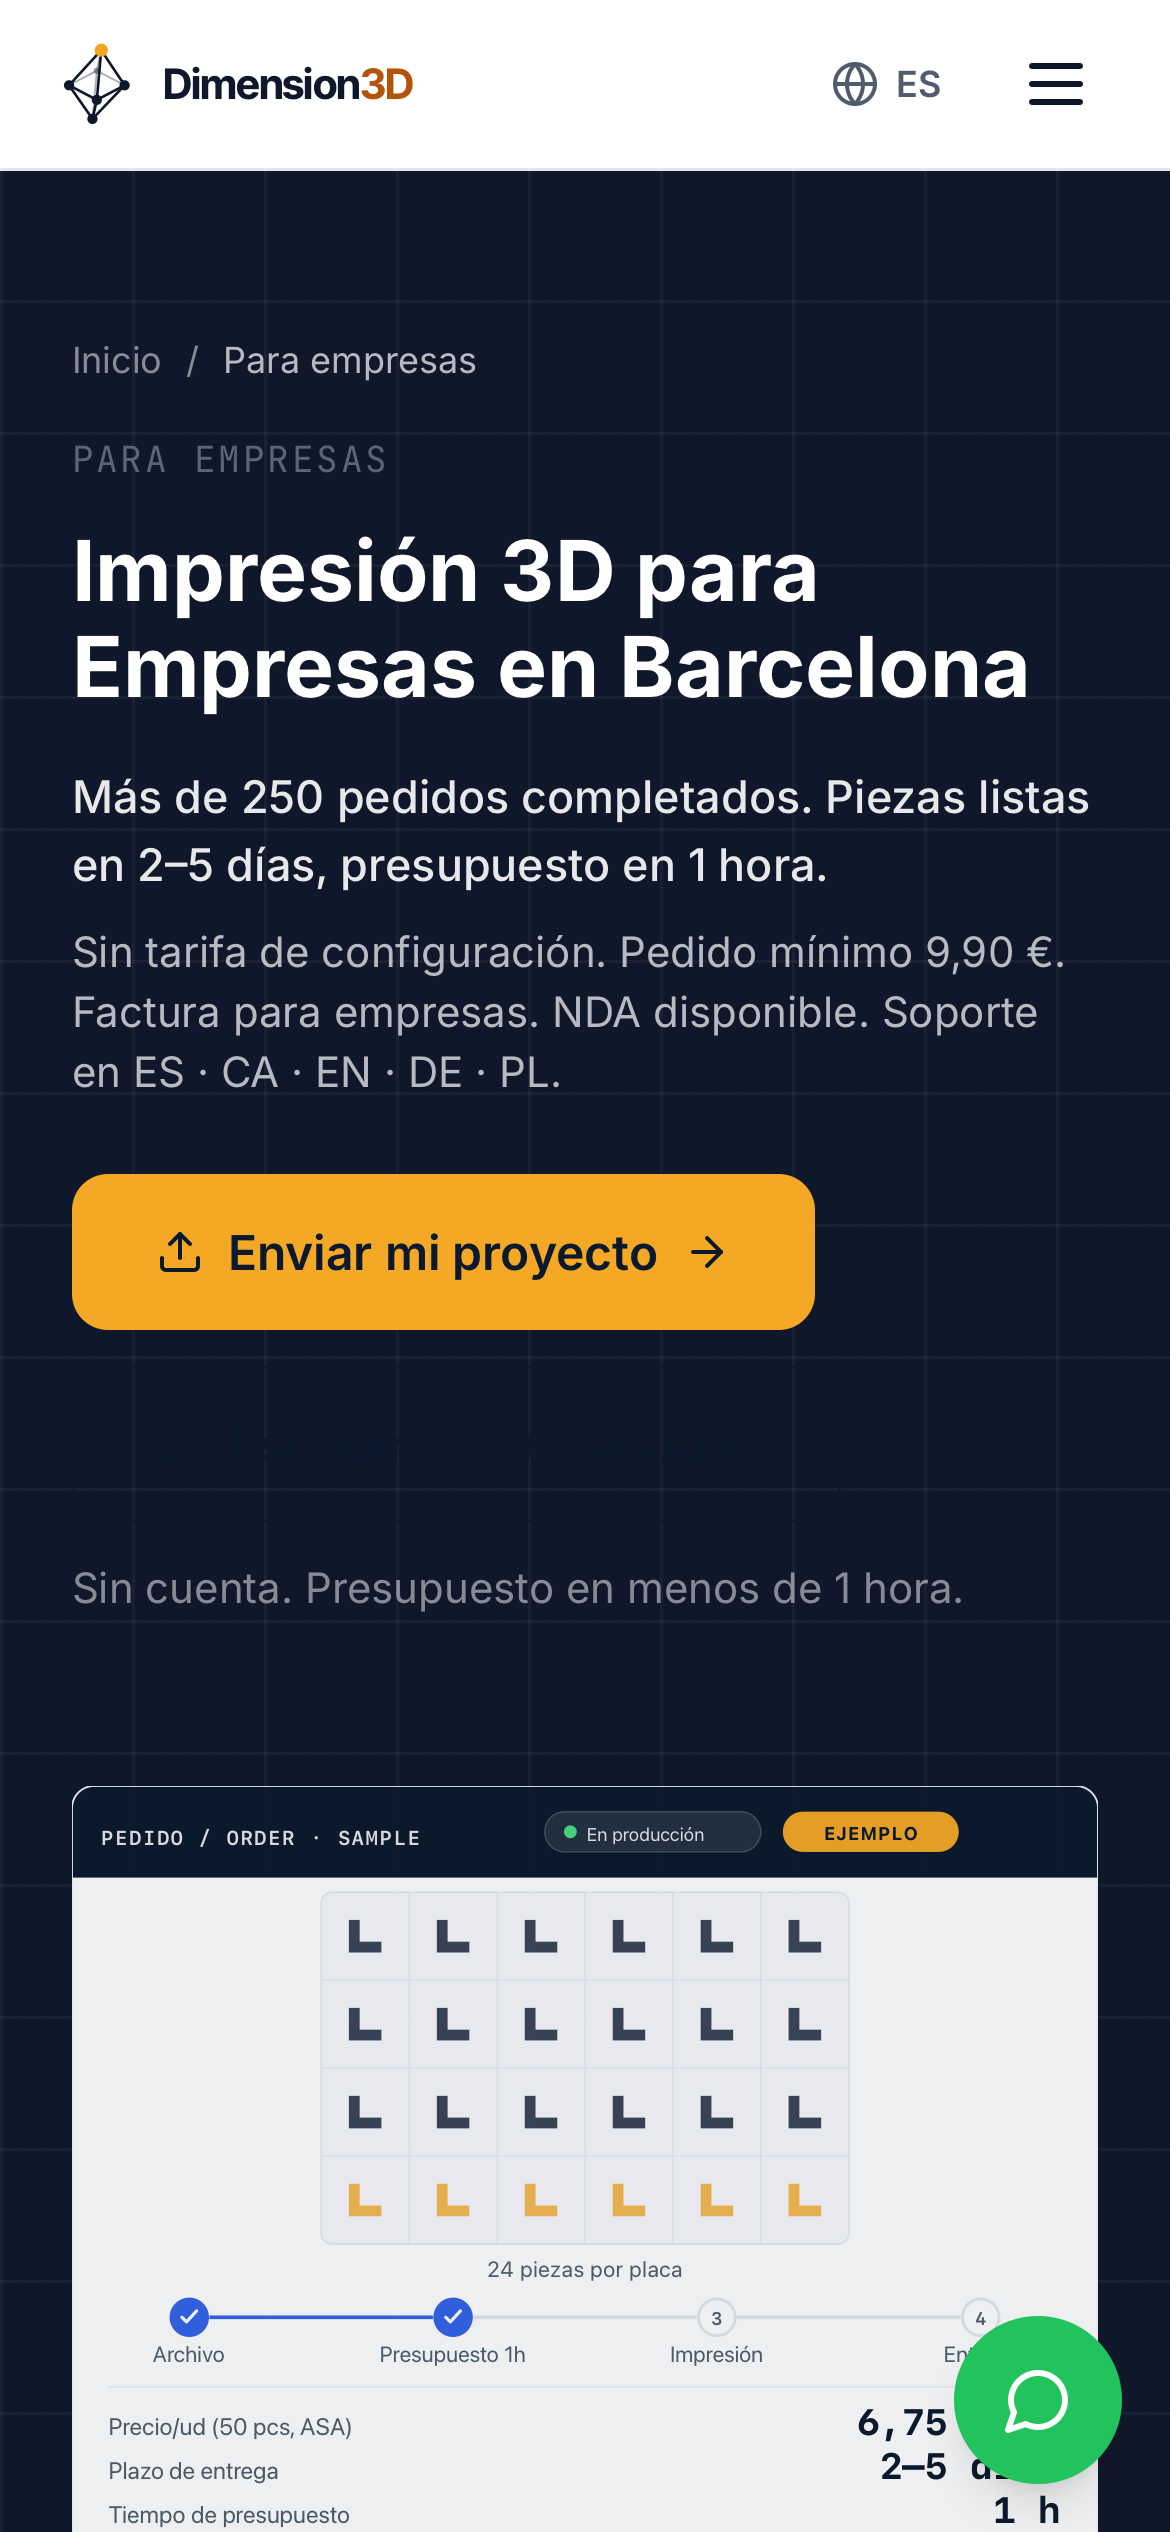 Dimension3D
ES
Inicio / Para empresas
PARA EMPRESAS
Impresión 3D para
Empresas en Barcelona
Más de 250 pedidos completados. Piezas listas
en 2–5 días, presupuesto en 1 hora.
Sin tarifa de configuración. Pedido mínimo 9,90 €.
Factura para empresas. NDA disponible. Soporte
en ES · CA · EN · DE · PL.
Enviar mi proyecto
Sin cuenta. Presupuesto en menos de 1 hora.
PEDIDO / ORDER · SAMPLE
En producción
EJEMPLO
24 piezas por placa
3
4
Archivo
Presupuesto 1h
Impresión
Precio/ud (50 pcs, ASA)
6,75
Plazo de entrega
2–5
Tiempo de presupuesto
1 h